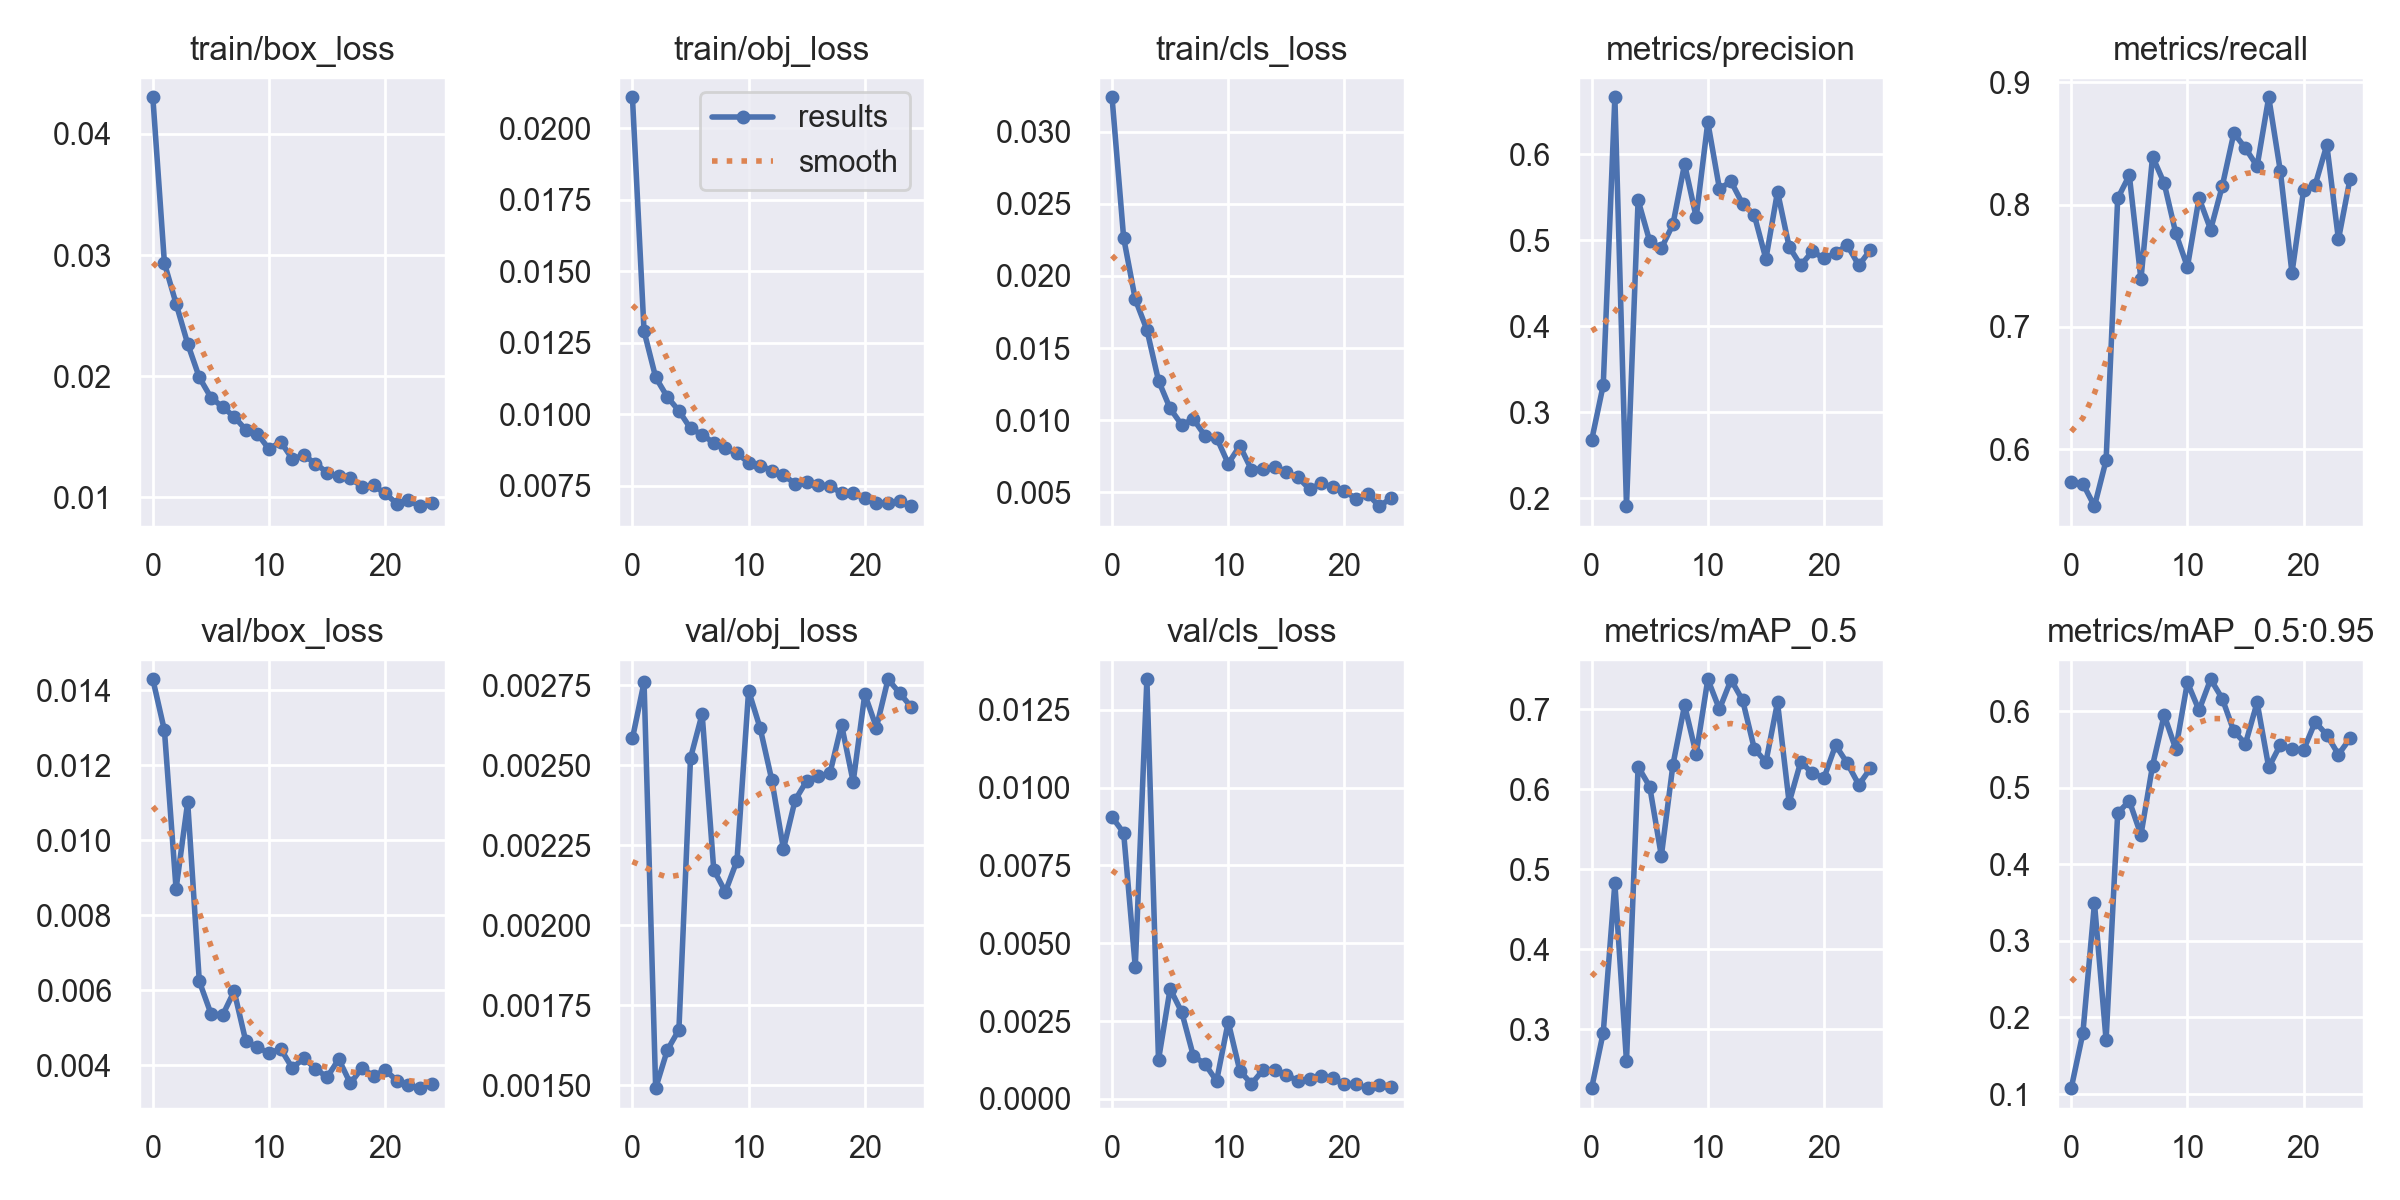 train/box_loss
0.04
0.03
0.02
0.01
0 10 20
train/obj_loss
results
smooth
0.0200
0.0175
0.0150
0.0125
0.0100
0.0075
0 10 20
train/cls_loss
0.030
0.025
0.020
0.015
0.010
0.005
0 10 20
metrics/precision
0.6
0.5
0.4
0.3
0.2
0 10 20
metrics/recall
0.9
0.8
0.7
0.6
0 10 20
val/box_loss
0.014
0.012
0.010
0.008
0.006
0.004
0 10 20
val/obj_loss
0.00275
0.00250
0.00225
0.00200
0.00175
0.00150
0 10 20
val/cls_loss
0.0125
0.0100
0.0075
0.0050
0.0025
0.0000
0 10 20
metrics/mAP_0.5
0.7
0.6
0.5
0.4
0.3
0 10 20
metrics/mAP_0.5:0.95
0.6
0.5
0.4
0.3
0.2
0.1
0 10 20